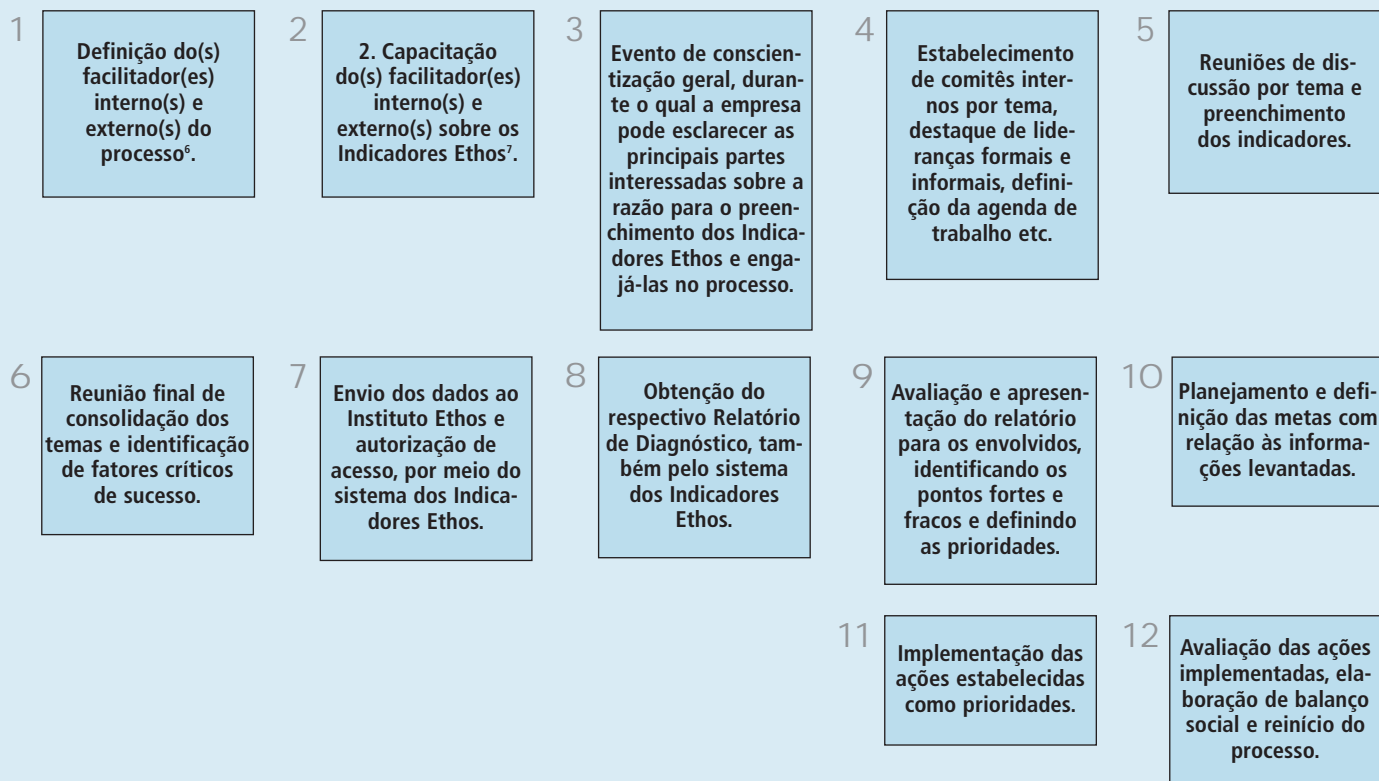 1
Definição do(s)
facilitador(es)
interno(s) e
externo(s) do
processo⁶.
2
2. Capacitação
do(s) facilitador(es)
interno(s) e
externo(s) sobre os
Indicadores Ethos⁷.
3
Evento de conscien-
tização geral, duran-
te o qual a empresa
pode esclarecer as
principais partes
interessadas sobre a
razão para o preen-
chimento dos Indica-
dores Ethos e enga-
já-las no processo.
4
Estabelecimento
de comitês inter-
nos por tema,
destaque de lide-
ranças formais e
informais, defini-
ção da agenda de
trabalho etc.
5
Reuniões de dis-
cussão por tema e
preenchimento
dos indicadores.
6
Reunião final de
consolidação dos
temas e identificação
de fatores críticos
de sucesso.
7
Envio dos dados ao
Instituto Ethos e
autorização de
acesso, por meio do
sistema dos Indica-
dores Ethos.
8
Obtenção do
respectivo Relatório
de Diagnóstico, tam-
bém pelo sistema
dos Indicadores
Ethos.
9
Avaliação e apresen-
tação do relatório
para os envolvidos,
identificando os
pontos fortes e
fracos e definindo
as prioridades.
10
Planejamento e defi-
nição das metas com
relação às informa-
ções levantadas.
11
Implementação das
ações estabelecidas
como prioridades.
12
Avaliação das ações
implementadas, ela-
boração de balanço
social e reinício do
processo.